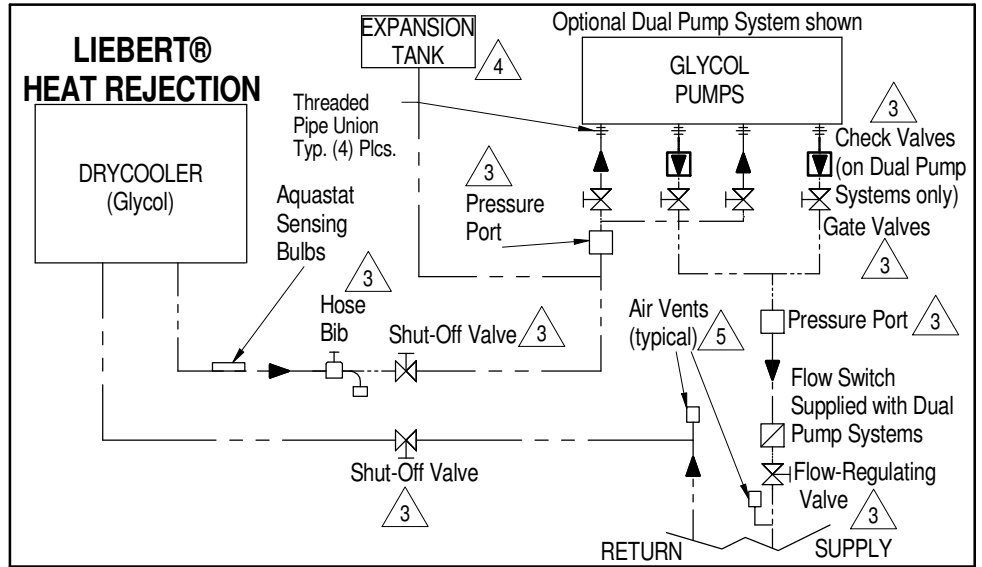 LIEBERT®
HEAT REJECTION
DRYCOOLER
(Glycol)
EXPANSION
TANK
4
Optional Dual Pump System shown
GLYCOL
PUMPS
Threaded
Pipe Union
Typ. (4) Plcs.
3
Check Valves
(on Dual Pump
Systems only)
Gate Valves
3
3
Pressure
Port
Aquastat
Sensing
Bulbs
3
Hose
Bib
Shut-Off Valve
3
Air Vents
(typical)
5
Pressure Port
3
Flow Switch
Supplied with Dual
Pump Systems
Flow-Regulating
Valve
3
Shut-Off Valve
3
RETURN
SUPPLY